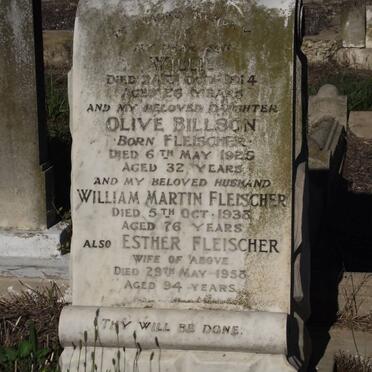 WILLIE
DIED 24TH OCT. 1914
AGED 26 YEARS
AND MY BELOVED DAUGHTER
OLIVE BILLSON
BORN FLEISCHER
DIED 6TH MAY 1925
AGED 32 YEARS
AND MY BELOVED HUSBAND
WILLIAM MARTIN FLEISCHER
DIED 5TH OCT. 1938
AGED 76 YEARS
ALSO ESTHER FLEISCHER
WIFE OF ABOVE
DIED 29TH MAY 1958
AGED 94 YEARS
THY WILL BE DONE.